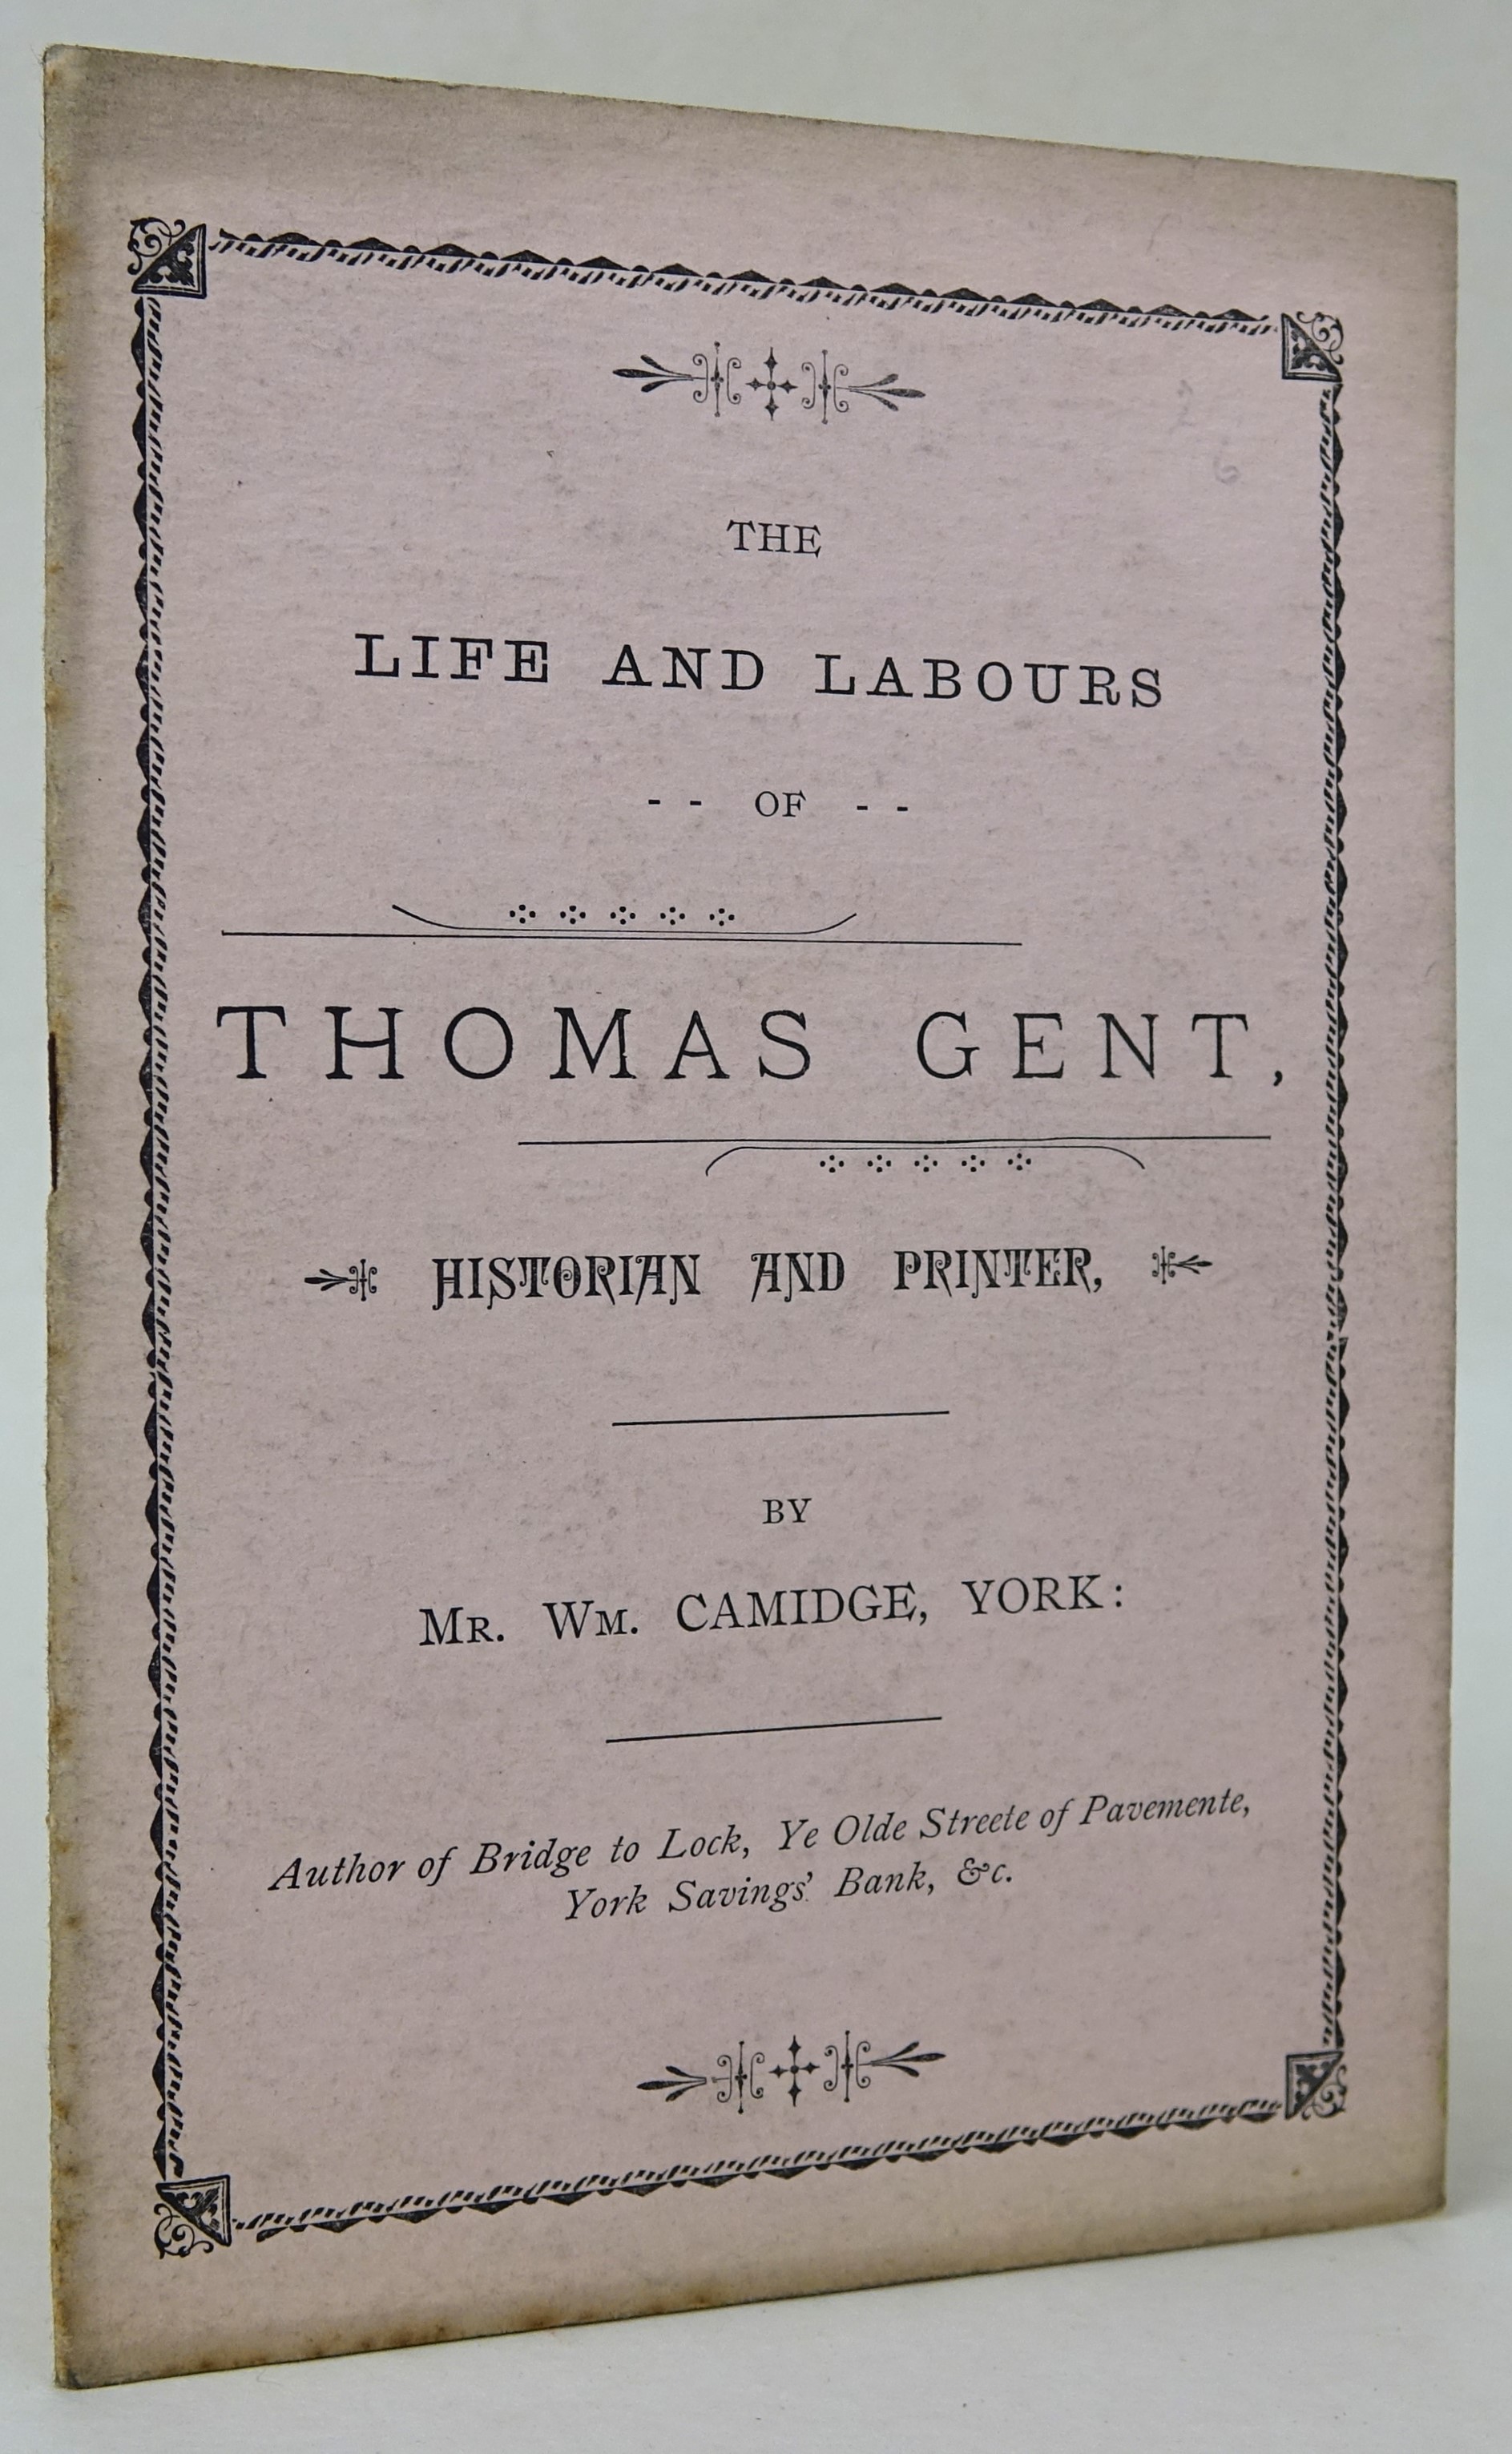 THE
LIFE AND LABOURS
- - OF - -
THOMAS GENT,
HISTORIAN AND PRINTER,
BY
MR. WM. CAMIDGE, YORK:
Author of Bridge to Lock, Ye Olde Streete of Pavemente,
York Savings' Bank, &c.